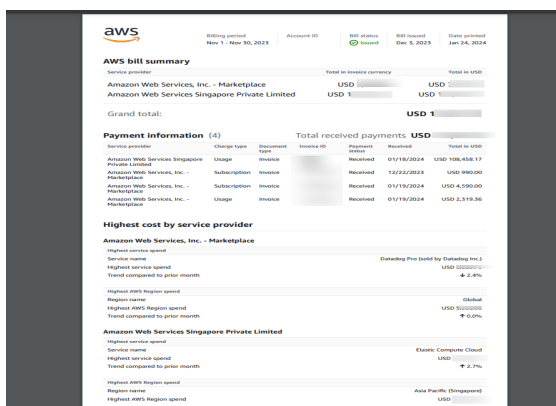 aws
Billing period Account ID Bill status Bill issued Date printed
Nov 1 - Nov 30, 2023 Issued Dec 3, 2023 Jan 24, 2024
AWS bill summary
Service provider Total in invoice currency Total in USD
Amazon Web Services, Inc. - Marketplace USD USD
Amazon Web Services Singapore Private Limited USD 1 USD 1
Grand total: USD 1
Payment information (4) Total received payments USD
Service provider Charge type Document type Invoice ID Payment status Received Total in USD
Amazon Web Services Singapore Private Limited Usage Invoice Received 01/18/2024 USD 108,458.17
Amazon Web Services, Inc. - Marketplace Subscription Invoice Received 12/22/2023 USD 990.00
Amazon Web Services, Inc. - Marketplace Subscription Invoice Received 01/19/2024 USD 4,590.00
Amazon Web Services, Inc. - Marketplace Usage Invoice Received 01/19/2024 USD 2,319.36
Highest cost by service provider
Amazon Web Services, Inc. - Marketplace
Highest service spend
Service name Datadog Pro (sold by Datadog Inc.)
Highest service spend USD
Trend compared to prior month ↓ 2.4%
Highest AWS Region spend
Region name Global
Highest AWS Region spend USD
Trend compared to prior month ↑ 0.0%
Amazon Web Services Singapore Private Limited
Highest service spend
Service name Elastic Compute Cloud
Highest service spend USD
Trend compared to prior month ↑ 2.7%
Highest AWS Region spend
Region name Asia Pacific (Singapore)
Highest AWS Region spend USD